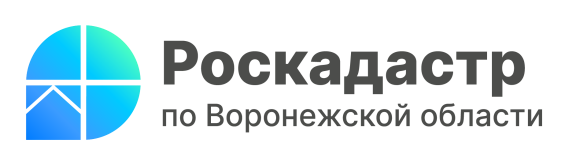 Роскадастр
по Воронежской области